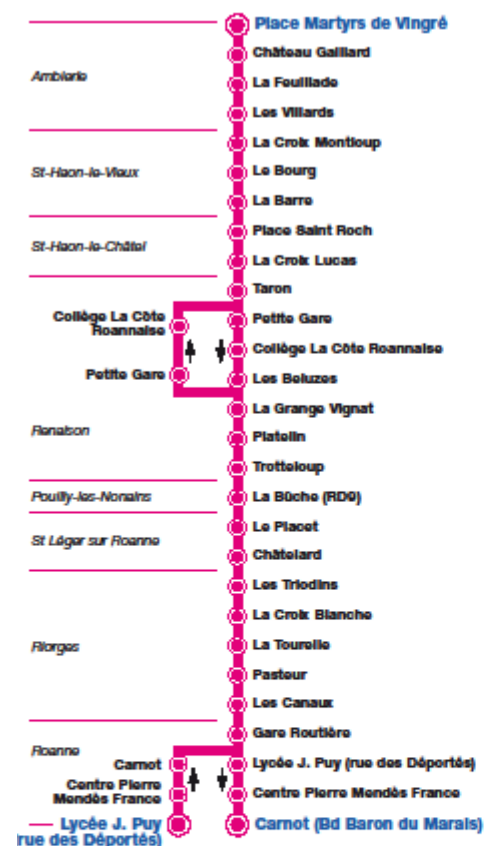 Place Martyrs de Vingré
Château Gaillard
Ambierle
La Feuillade
Les Villards
La Croix Montloup
St-Haon-le-Vieux
Le Bourg
La Barre
Place Saint Roch
St-Haon-le-Châtel
La Croix Lucas
Taron
Collège La Côte
Roannaise
Petite Gare
Collège La Côte Roannaise
Petite Gare
Les Beluzes
La Grange Vignat
Renaison
Platelin
Trotteloup
Pouilly-les-Nonains
La Bûche (RD9)
Le Placet
St Léger sur Roanne
Châtelard
Les Triodins
La Croix Blanche
Riorges
La Tourelle
Pasteur
Les Canaux
Gare Routière
Roanne
Carnot
Lycée J. Puy (rue des Déportés)
Centre Pierre
Mendès France
Centre Pierre Mendès France
Lycée J. Puy
rue des Déportés)
Carnot (Bd Baron du Marais)